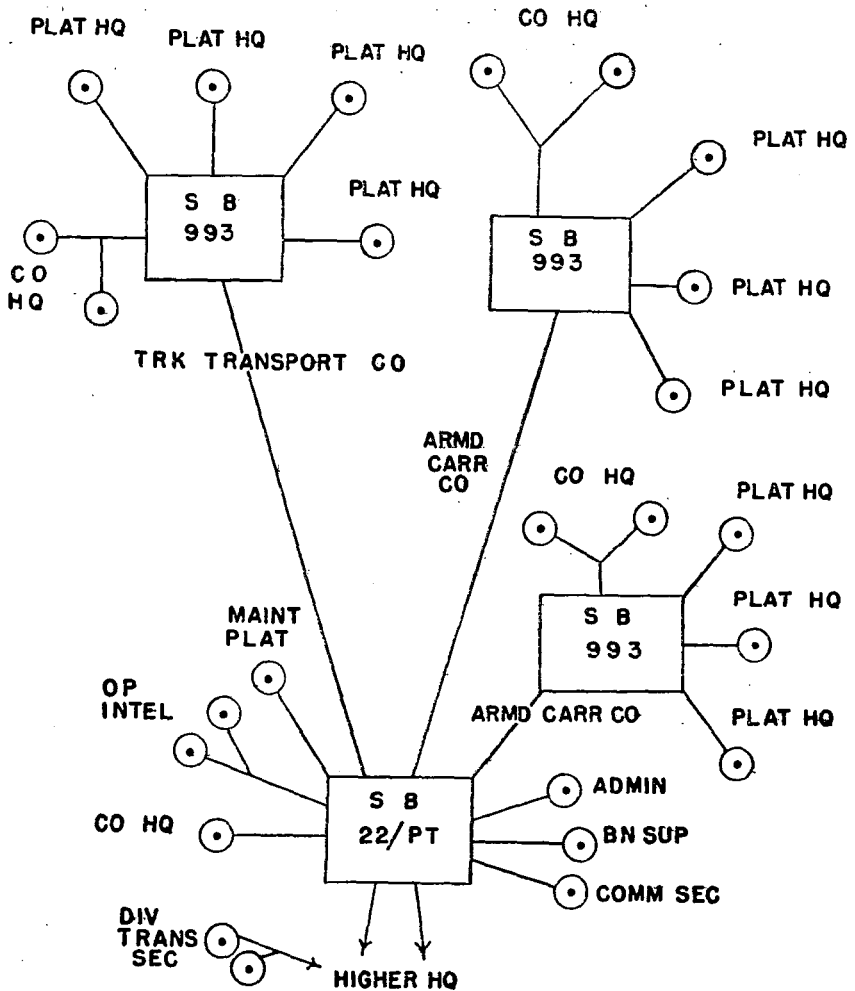 PLAT HQ
PLAT HQ
PLAT HQ
PLAT HQ
CO
HQ
S B
993
TRK TRANSPORT CO
CO HQ
PLAT HQ
PLAT HQ
PLAT HQ
S B
993
ARMD
CARR
CO
CO HQ
PLAT HQ
PLAT HQ
PLAT HQ
S B
993
ARMD CARR CO
MAINT
PLAT
OP
INTEL
CO HQ
S B
22/PT
ADMIN
BN SUP
COMM SEC
DIV
TRANS
SEC
HIGHER HQ